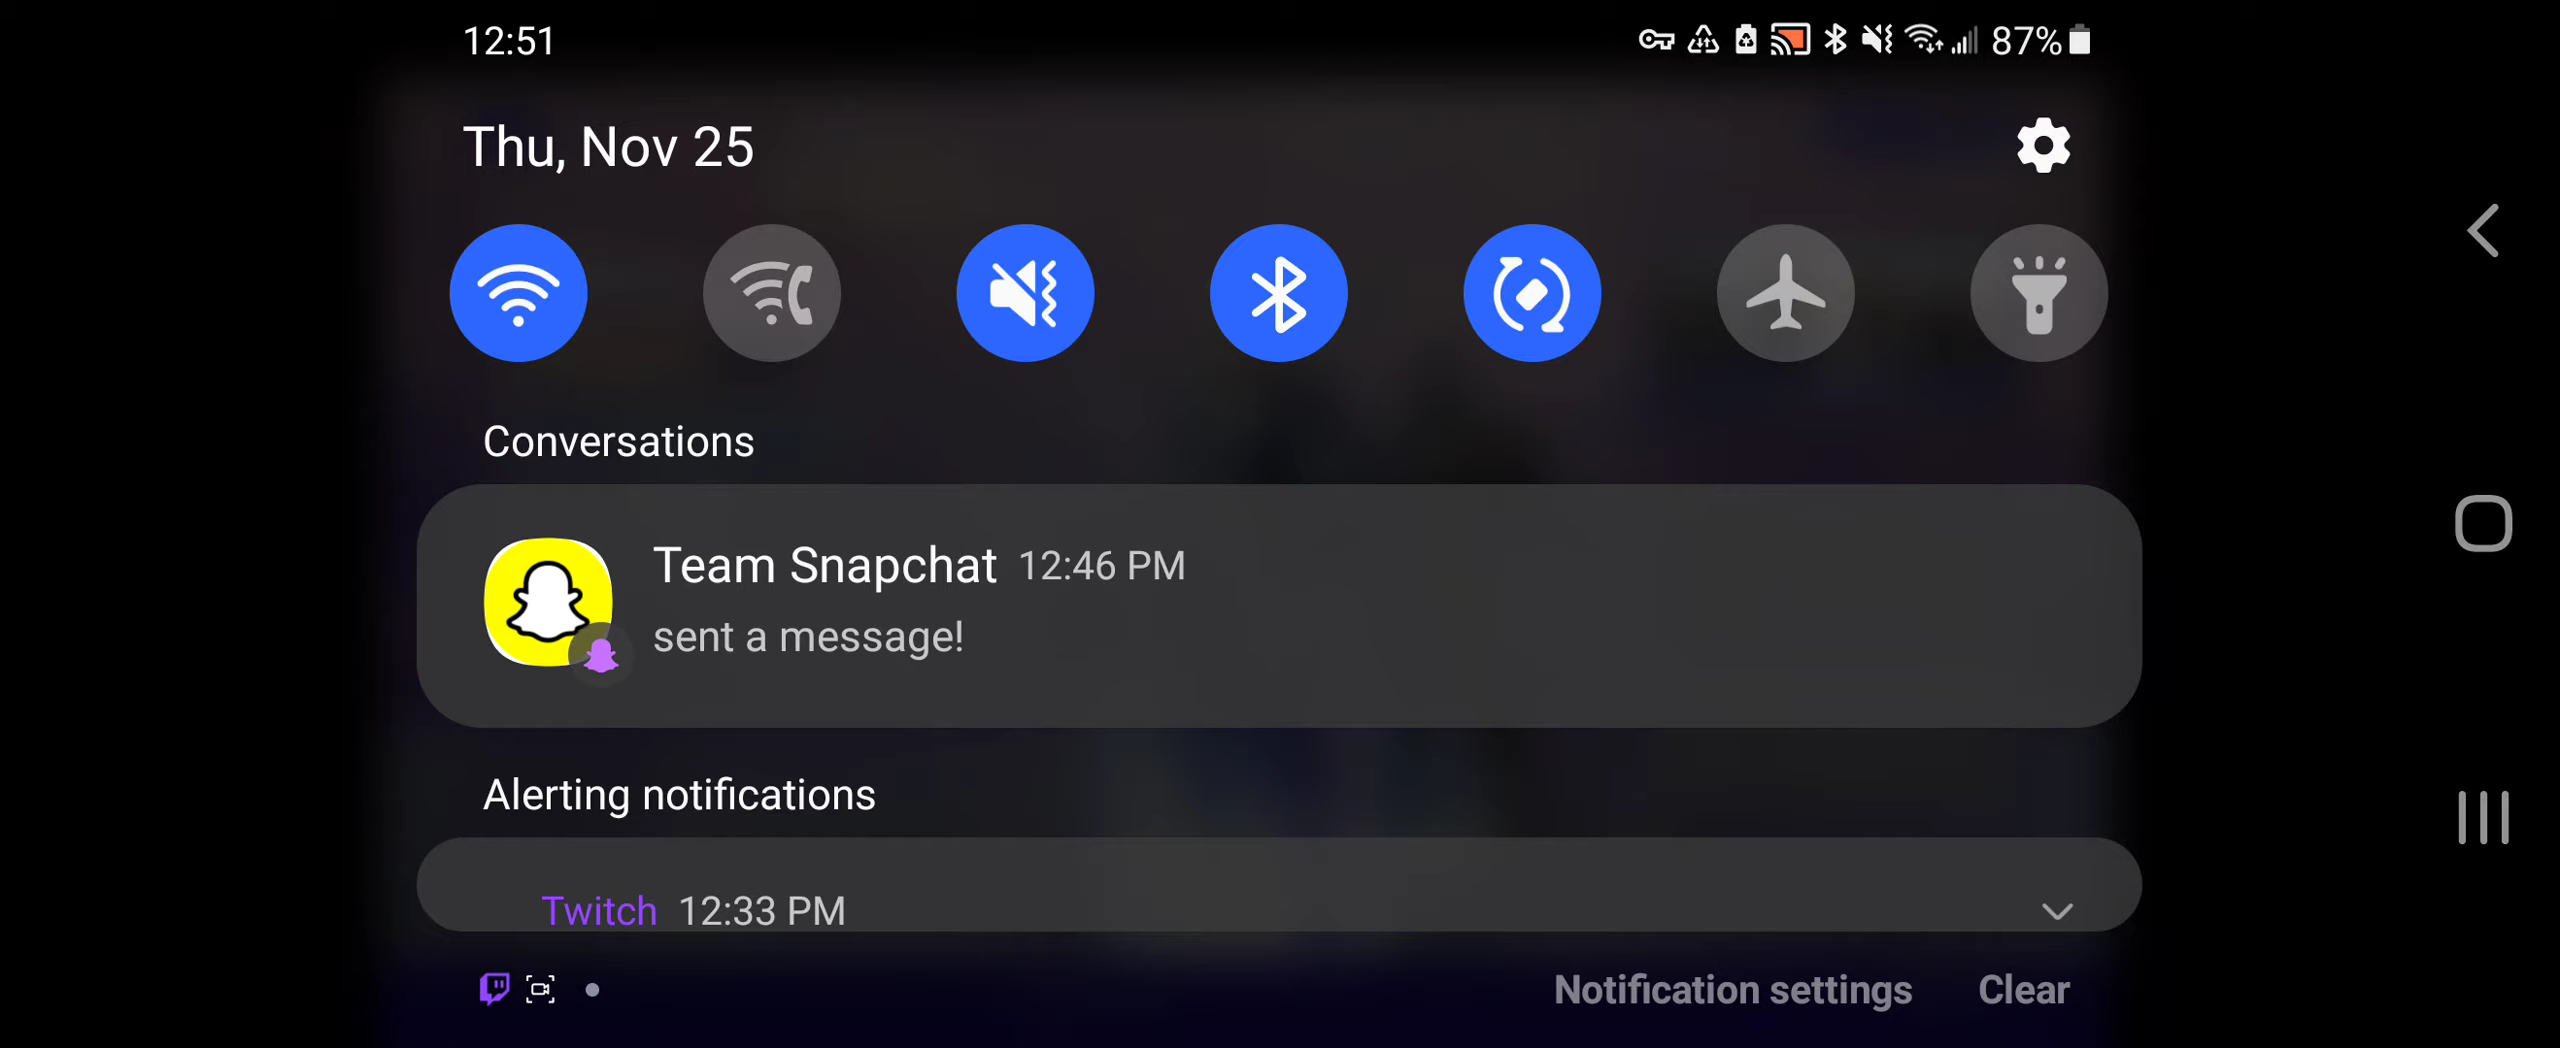 12:51
87%
Thu, Nov 25
Conversations
Team Snapchat 12:46 PM
sent a message!
Alerting notifications
Twitch 12:33 PM
Notification settings Clear